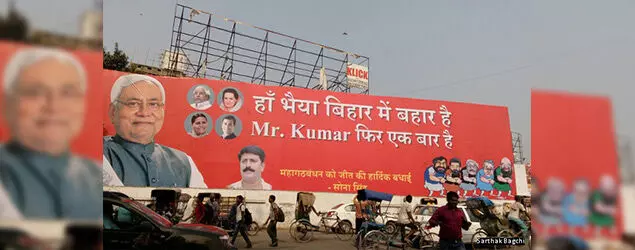 KLICK
हाँ भैया बिहार में बहार है
Mr. Kumar फिर एक बार है
महागठबंधन को जीत की हार्दिक बधाई
- सोना सिंह
Sarthak Bagchi